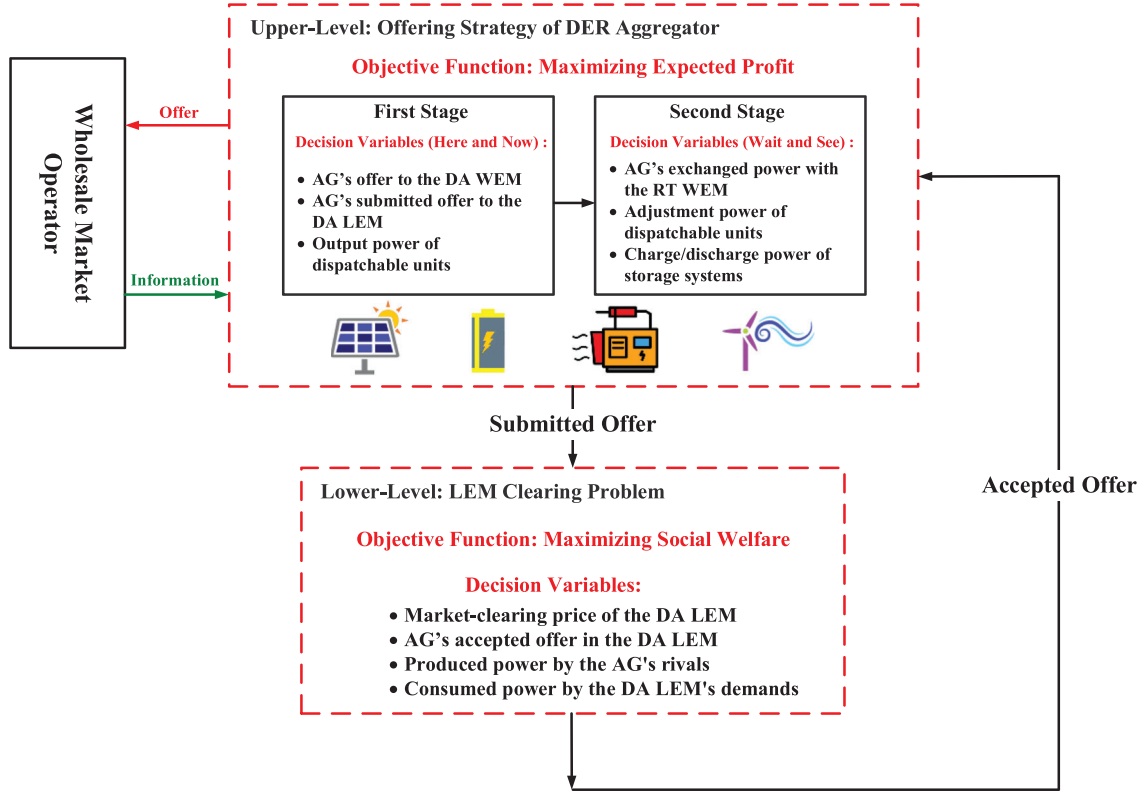 Upper-Level: Offering Strategy of DER Aggregator
Objective Function: Maximizing Expected Profit
Wholesale Market
Operator
Offer
Information
First Stage
Decision Variables (Here and Now) :
• AG's offer to the DA WEM
• AG's submitted offer to the
DA LEM
• Output power of
dispatchable units
Second Stage
Decision Variables (Wait and See) :
• AG's exchanged power with
the RT WEM
• Adjustment power of
dispatchable units
• Charge/discharge power of
storage systems
Submitted Offer
Lower-Level: LEM Clearing Problem
Objective Function: Maximizing Social Welfare
Decision Variables:
• Market-clearing price of the DA LEM
• AG's accepted offer in the DA LEM
• Produced power by the AG's rivals
• Consumed power by the DA LEM's demands
Accepted Offer